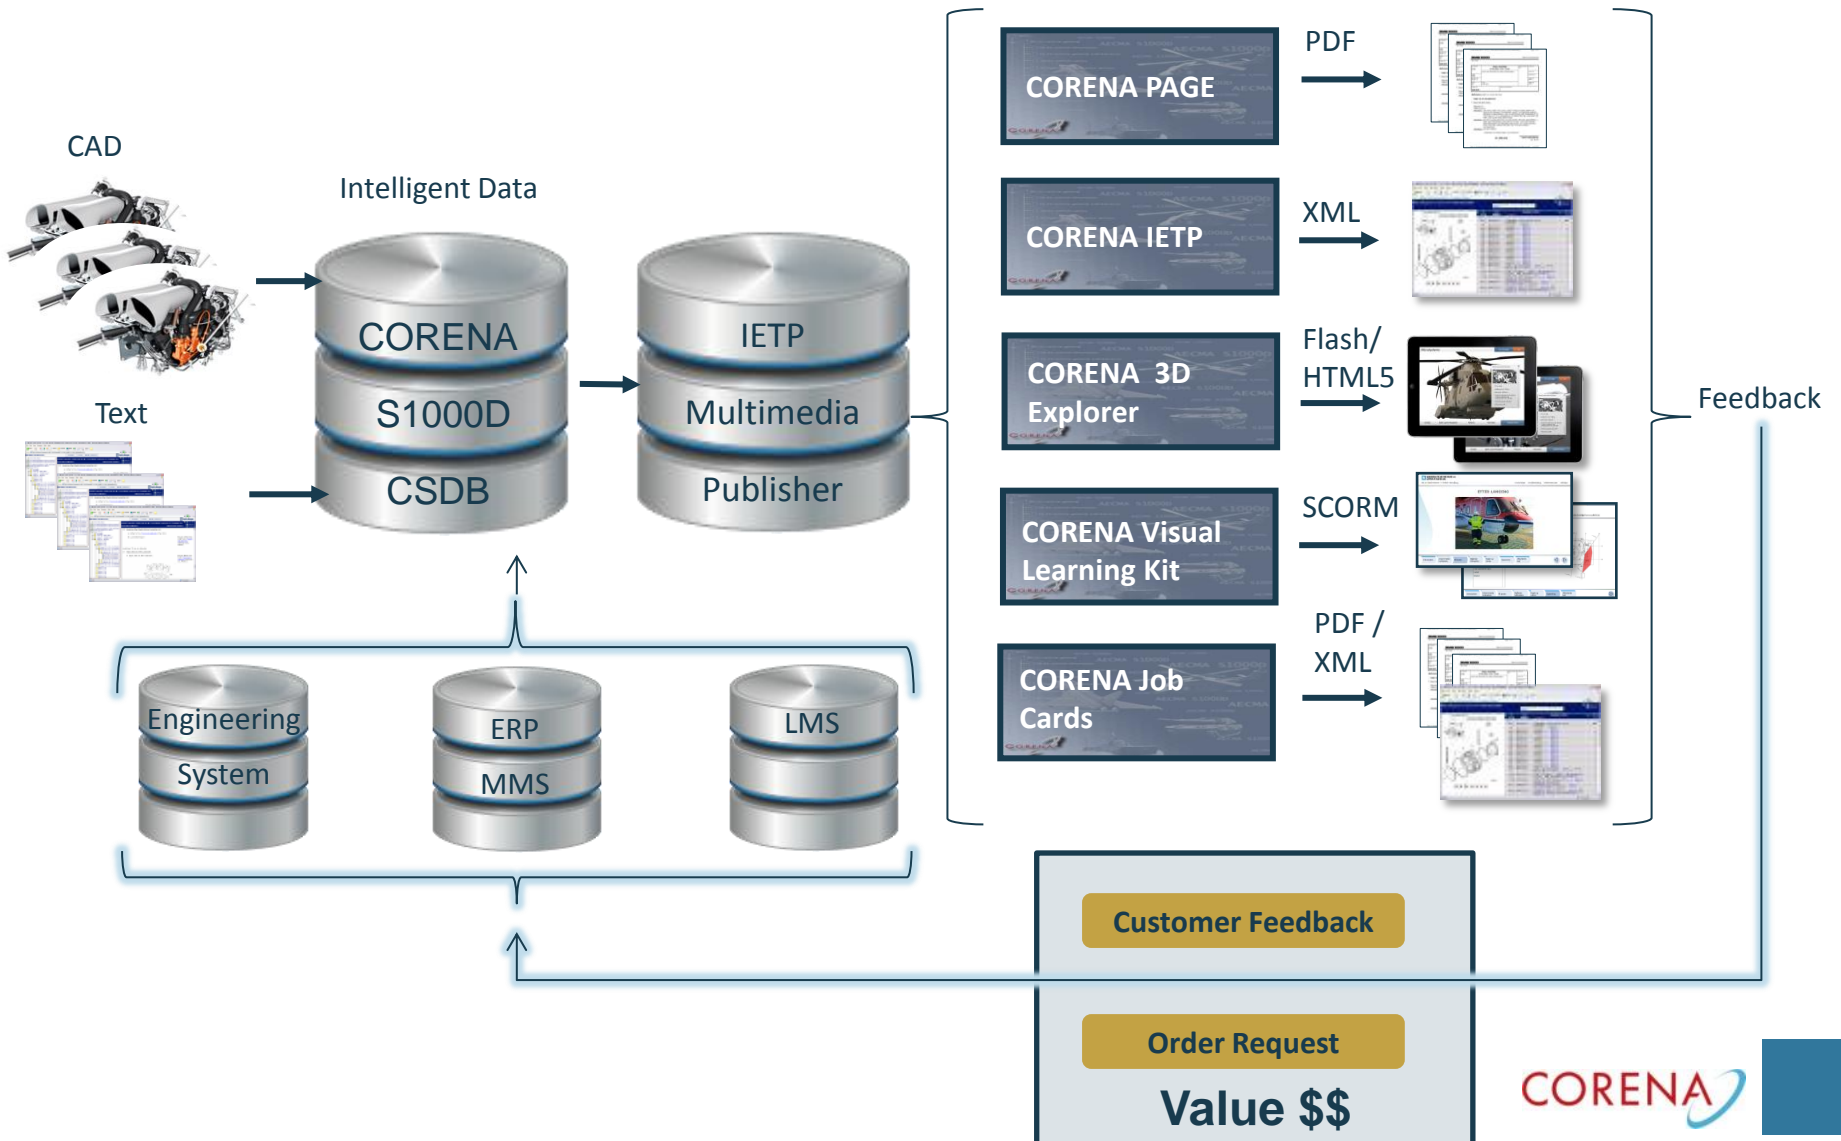 CAD
Intelligent Data
Text
CORENA
S1000D
CSDB
IETP
Multimedia
Publisher
Engineering
System
ERP
MMS
LMS
CORENA PAGE
PDF
CORENA IETP
XML
CORENA 3D
Explorer
Flash/
HTML5
CORENA Visual
Learning Kit
SCORM
CORENA Job
Cards
PDF /
XML
Feedback
Customer Feedback
Order Request
Value $$
CORENA